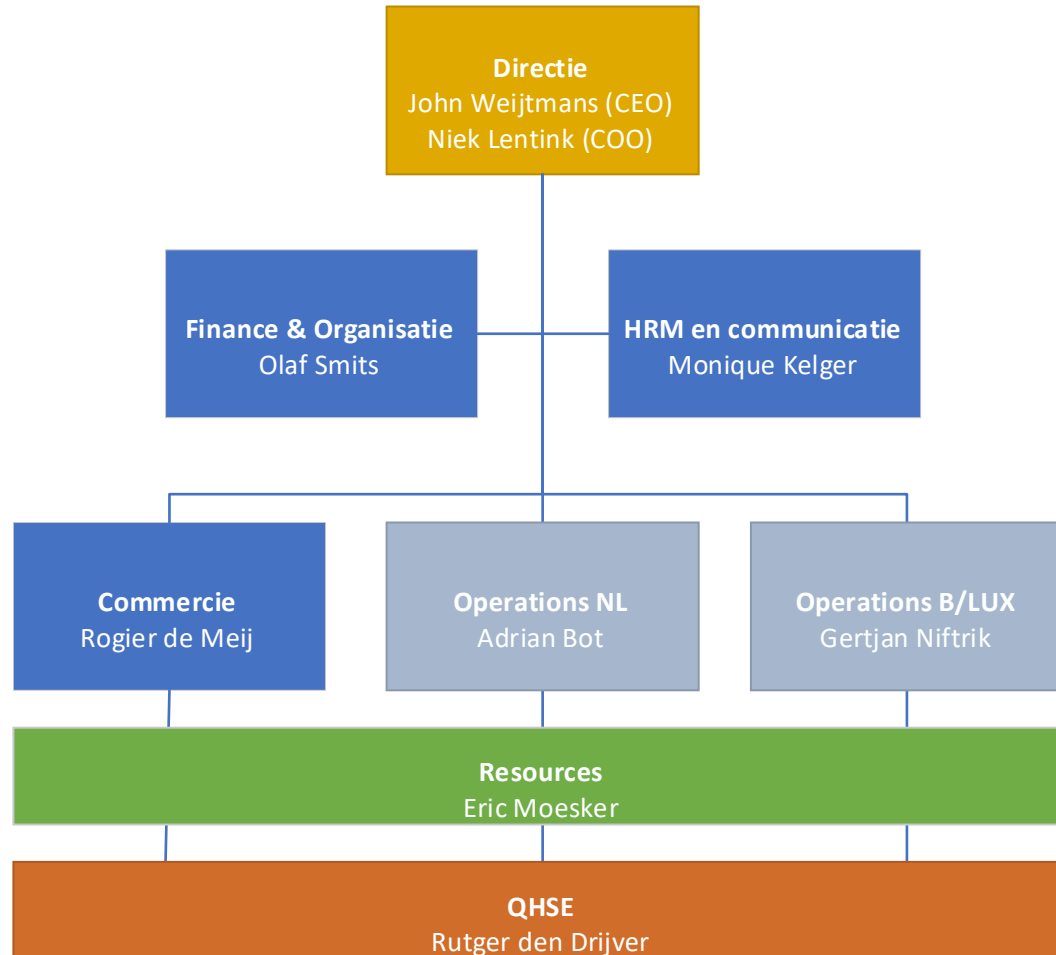 Directie
John Weijtmans (CEO)
Niek Lentink (COO)
Finance & Organisatie
Olaf Smits
HRM en communicatie
Monique Kelger
Commercie
Rogier de Meij
Operations NL
Adrian Bot
Operations B/LUX
Gertjan Niftrik
Resources
Eric Moesker
QHSE
Rutger den Drijver